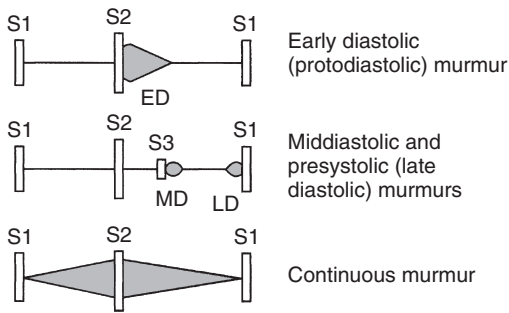 S1 S2 S1
ED
Early diastolic
(protodiastolic) murmur
S1 S2 S3 S1
MD LD
Middiastolic and
presystolic (late
diastolic) murmurs
S1 S2 S1
Continuous murmur